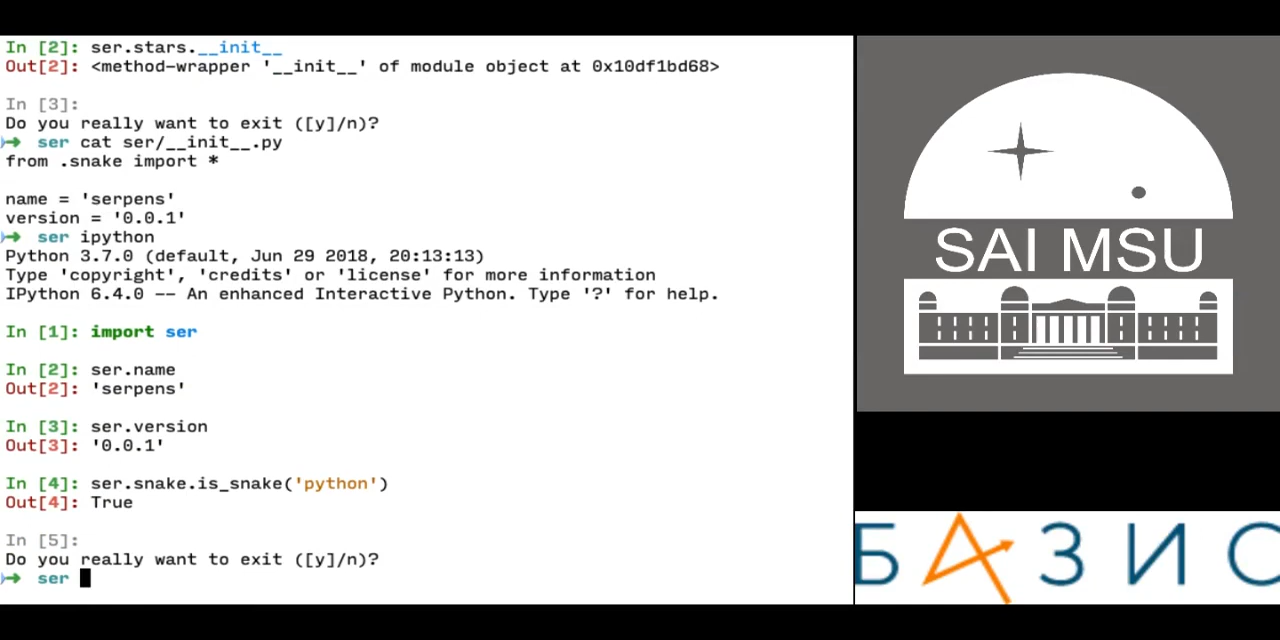 In [2]: ser.stars.__init__
Out[2]: <method-wrapper '__init__' of module object at 0x10df1bd68>
In [3]:
Do you really want to exit ([y]/n)?
➜ ser cat ser/__init__.py
from .snake import *
name = 'serpens'
version = '0.0.1'
➜ ser ipython
Python 3.7.0 (default, Jun 29 2018, 20:13:13)
Type 'copyright', 'credits' or 'license' for more information
IPython 6.4.0 -- An enhanced Interactive Python. Type '?' for help.
In [1]: import ser
In [2]: ser.name
Out[2]: 'serpens'
In [3]: ser.version
Out[3]: '0.0.1'
In [4]: ser.snake.is_snake('python')
Out[4]: True
In [5]:
Do you really want to exit ([y]/n)?
➜ ser
SAI MSU
БАЗИС